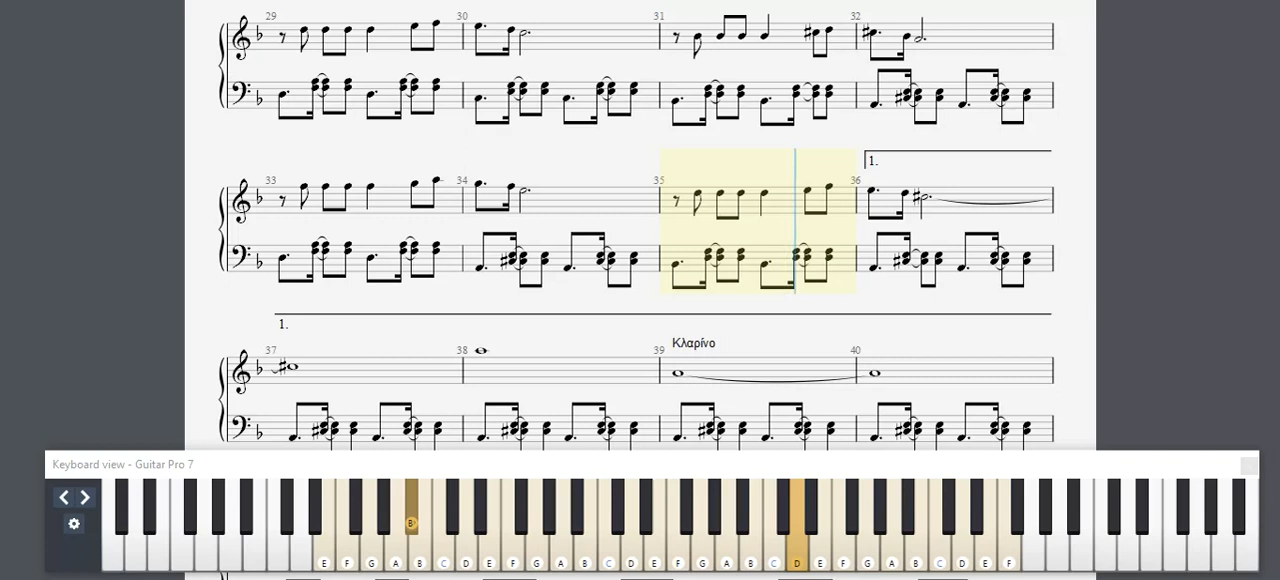 29 30 31 32
33 34 35 36 1.
1.
37 38 39 Κλαρίνο 40
Keyboard view - Guitar Pro 7
B♭
E F G A B C D E F G A B C D E F G A B C D E F G A B C D E F